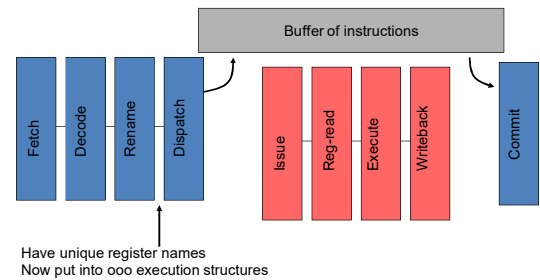 Buffer of instructions
Fetch
Decode
Rename
Dispatch
Issue
Reg-read
Execute
Writeback
Commit
Have unique register names
Now put into ooo execution structures